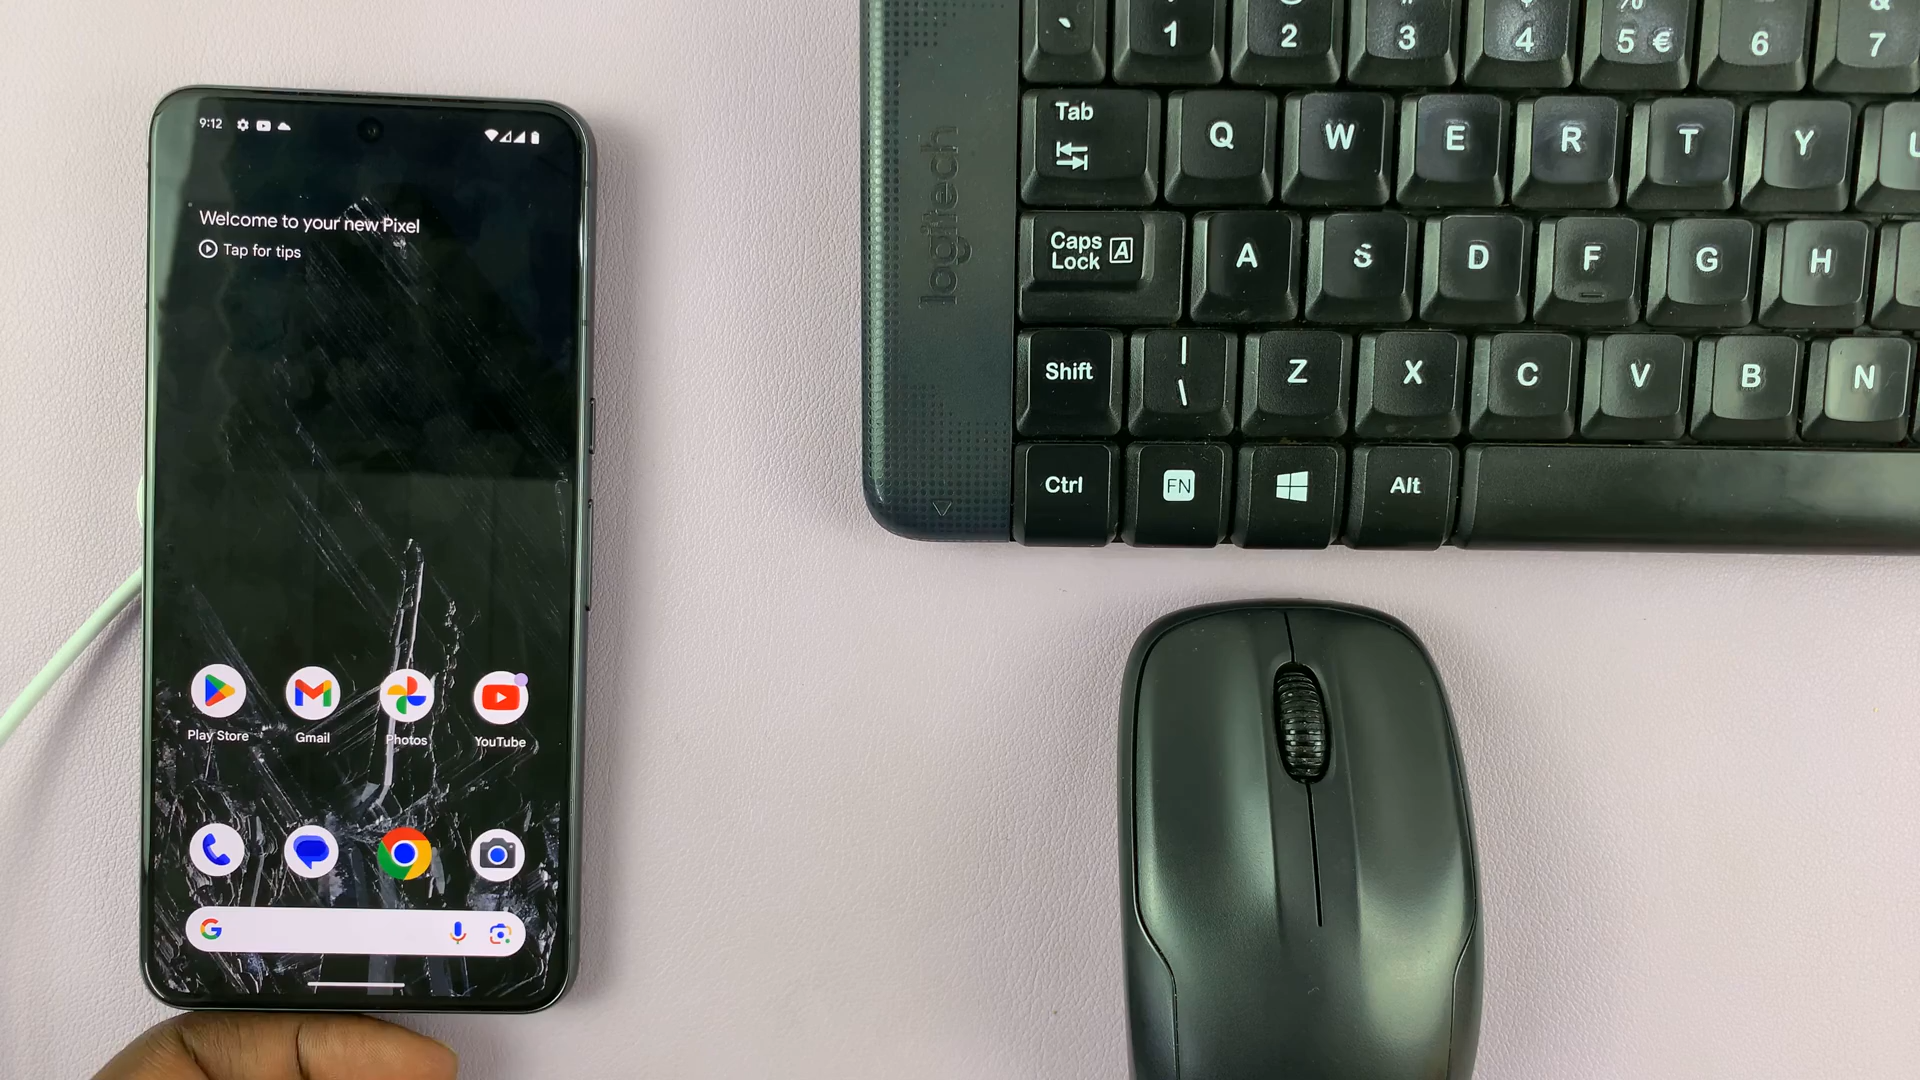 9:12
Welcome to your new Pixel
Tap for tips
Play Store
Gmail
Photos
YouTube
G
logitech
` 1 2 3 4 5 € 6 7
Tab Q W E R T Y
Caps Lock A A S D F G H
Shift | \ Z X C V B N
Ctrl FN Alt